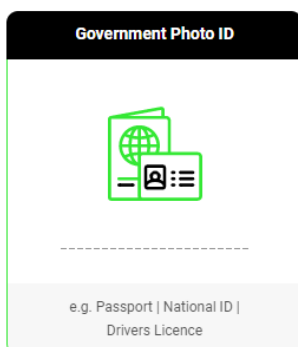 Government Photo ID
e.g. Passport | National ID |
Drivers Licence